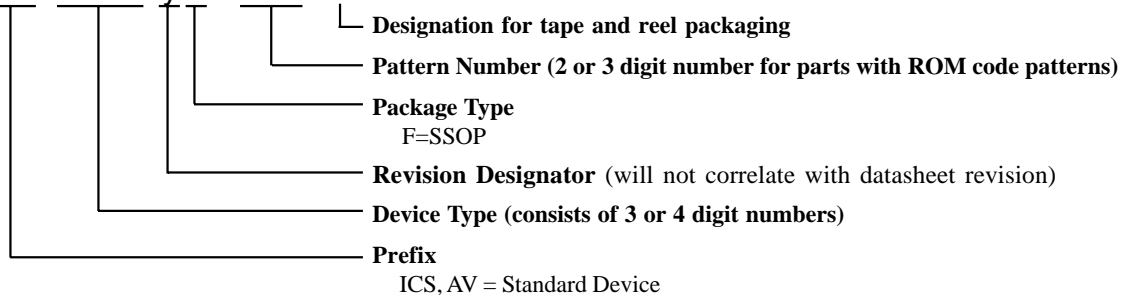 Designation for tape and reel packaging
Pattern Number (2 or 3 digit number for parts with ROM code patterns)
Package Type
F=SSOP
Revision Designator (will not correlate with datasheet revision)
Device Type (consists of 3 or 4 digit numbers)
Prefix
ICS, AV = Standard Device